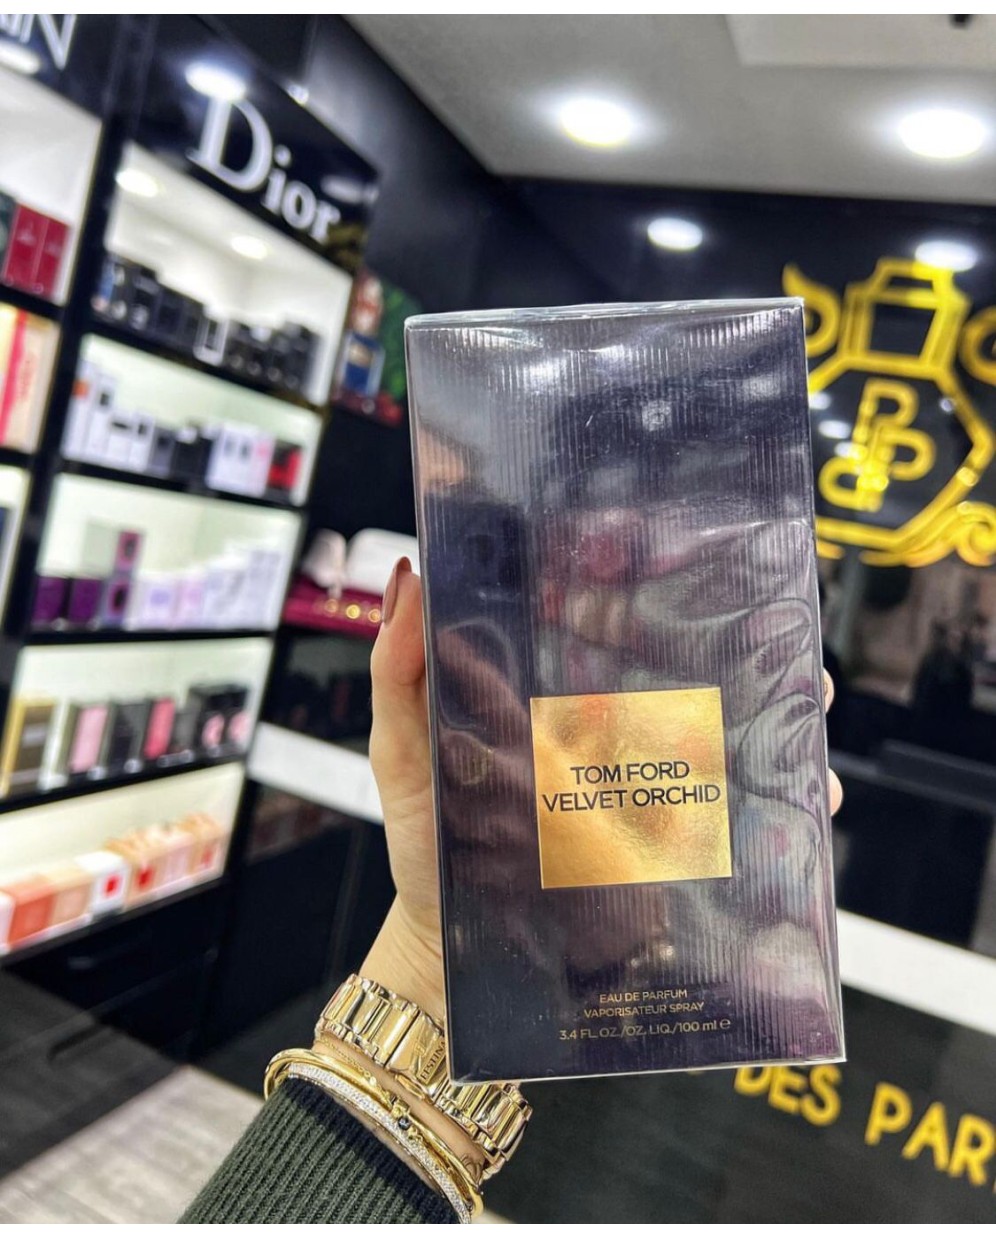 Dior
TOM FORD
VELVET ORCHID
EAU DE PARFUM
VAPORISATEUR SPRAY
3.4 FL. OZ./OZ. LIQ./100 ml ℮
FESTINA
DES PAR